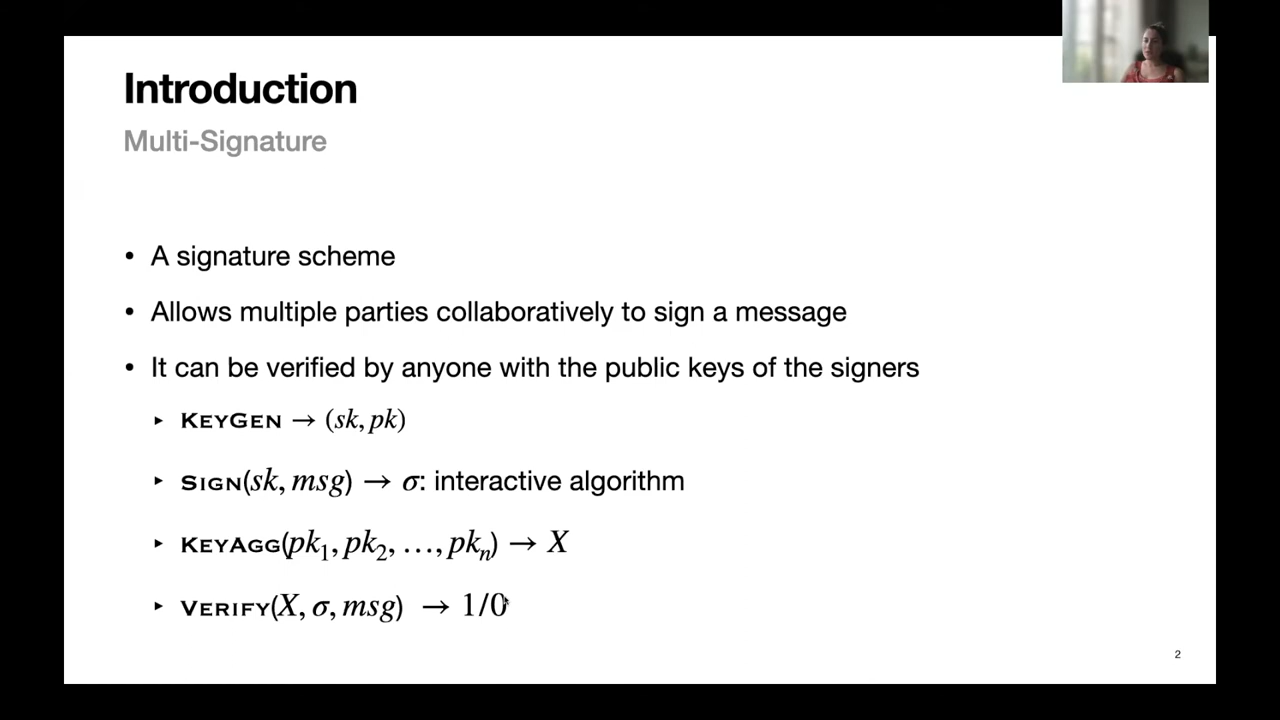 Introduction
Multi-Signature
• A signature scheme
• Allows multiple parties collaboratively to sign a message
• It can be verified by anyone with the public keys of the signers
▸ KEYGEN → (sk, pk)
▸ SIGN(sk, msg) → σ: interactive algorithm
▸ KEYAGG(pk₁, pk₂, …, pkₙ) → X
▸ VERIFY(X, σ, msg) → 1/0
2